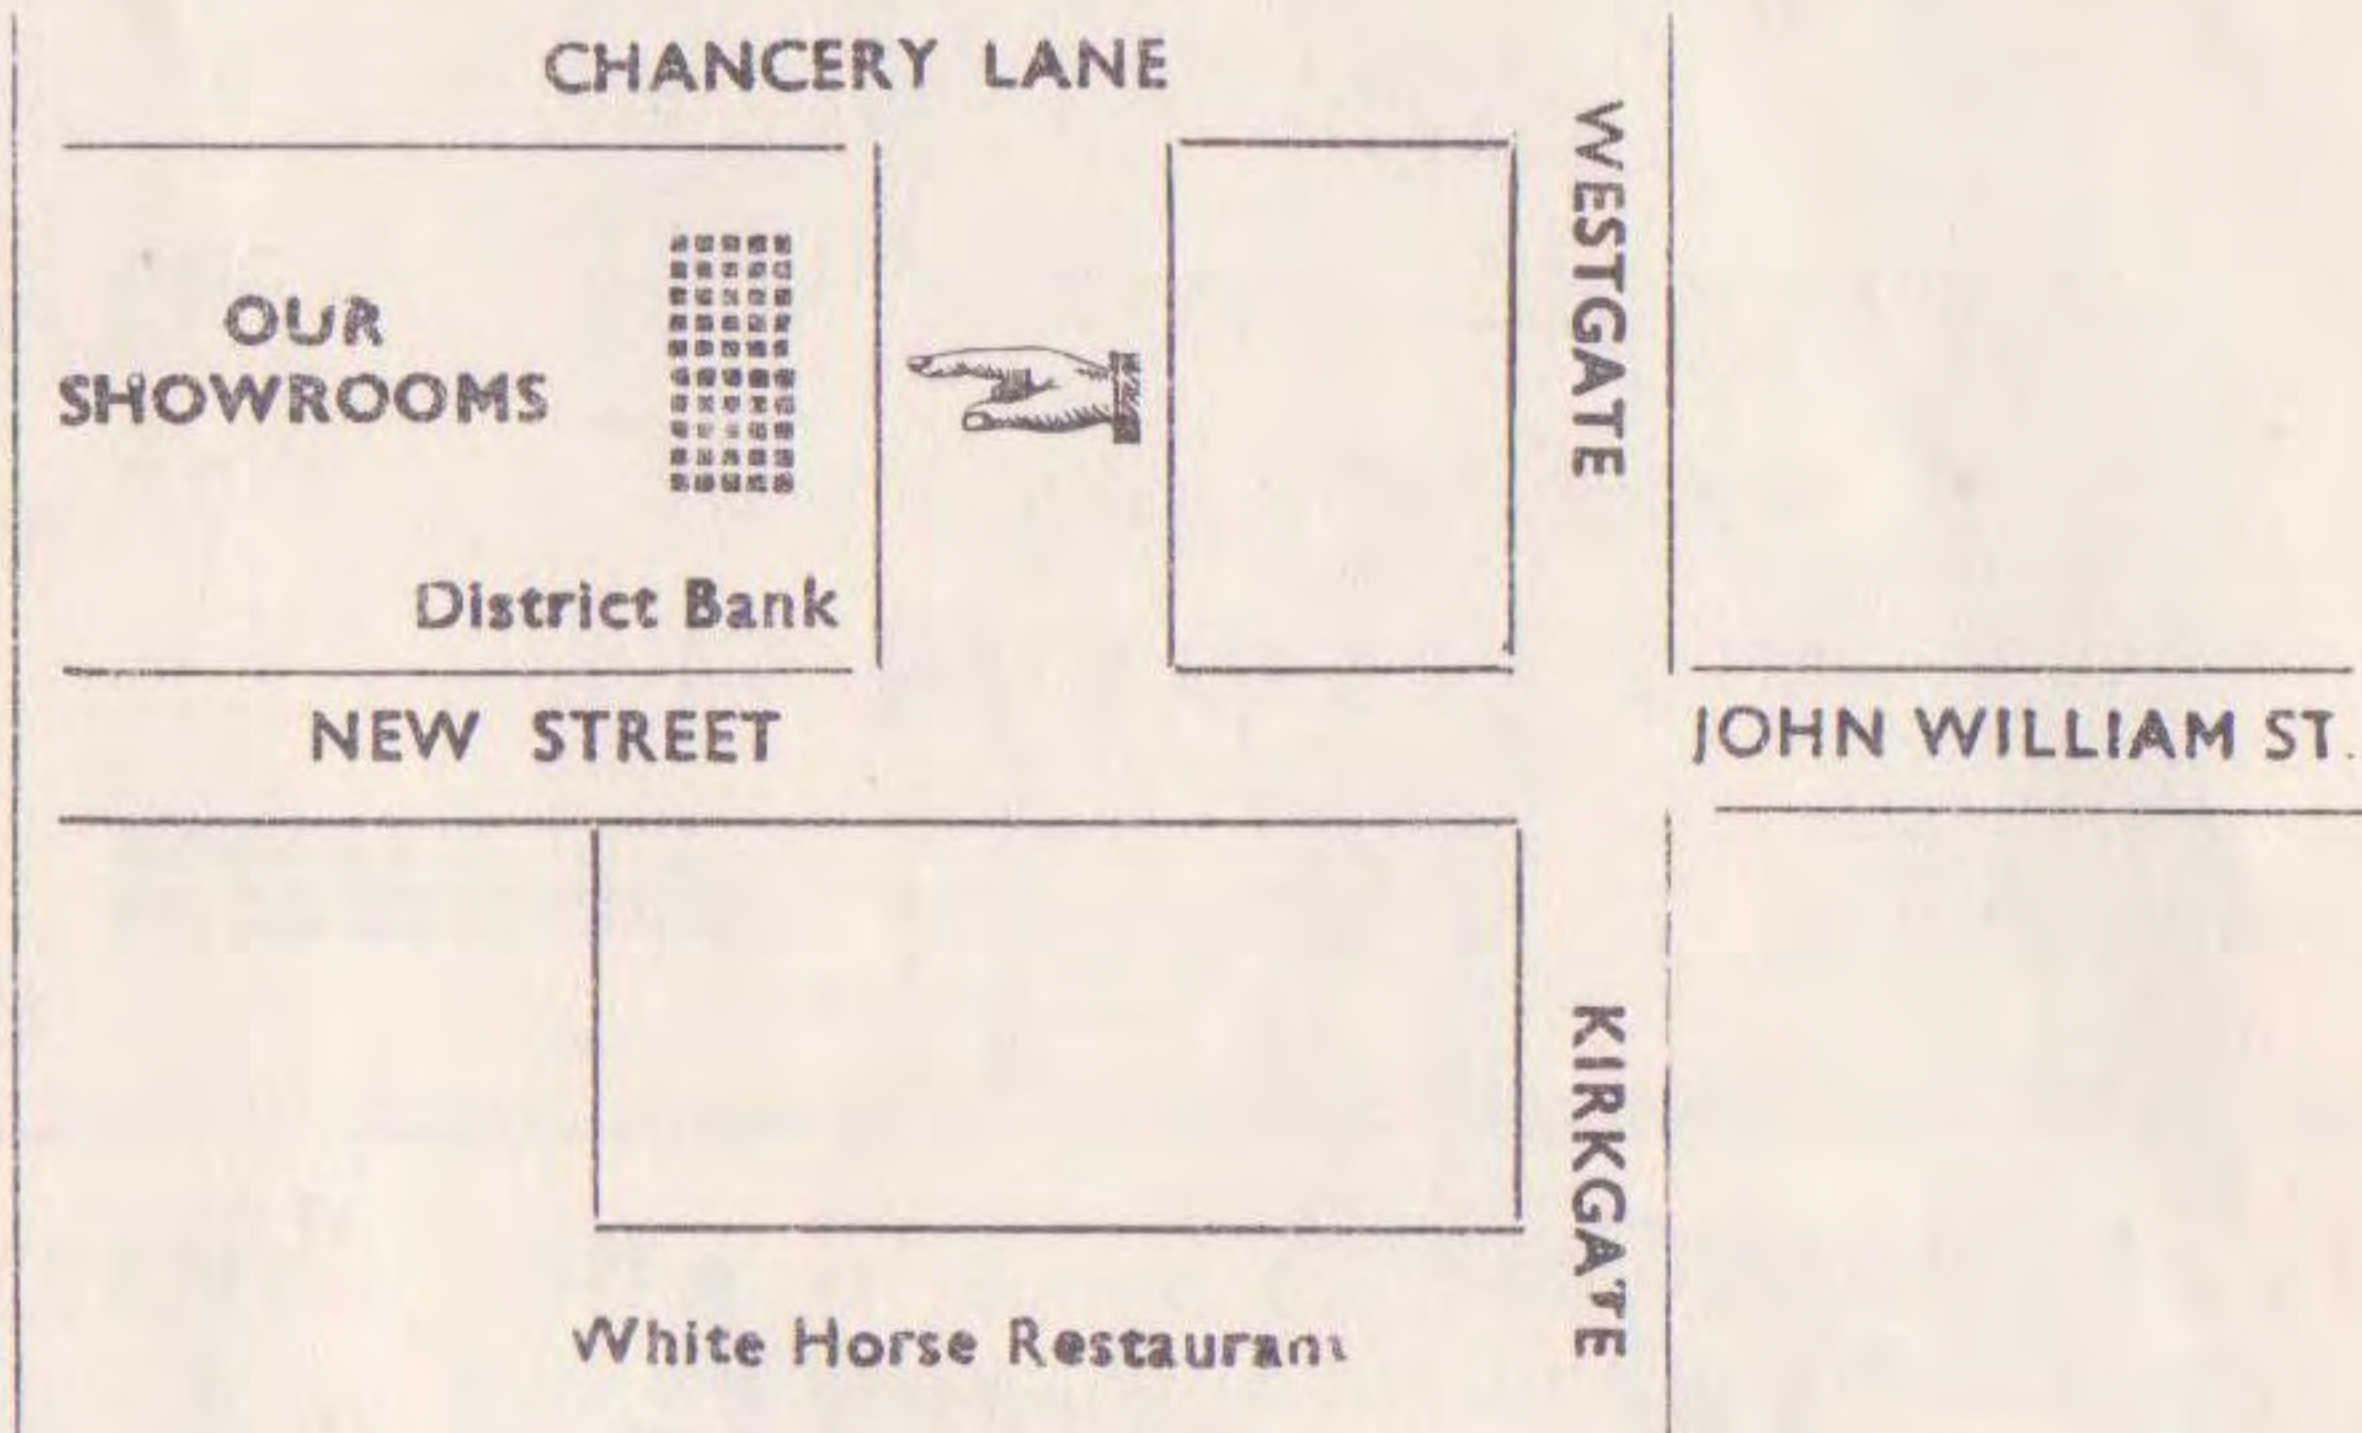 CHANCERY LANE
WESTGATE
OUR
SHOWROOMS
District Bank
NEW STREET
JOHN WILLIAM ST.
KIRKGATE
White Horse Restaurant